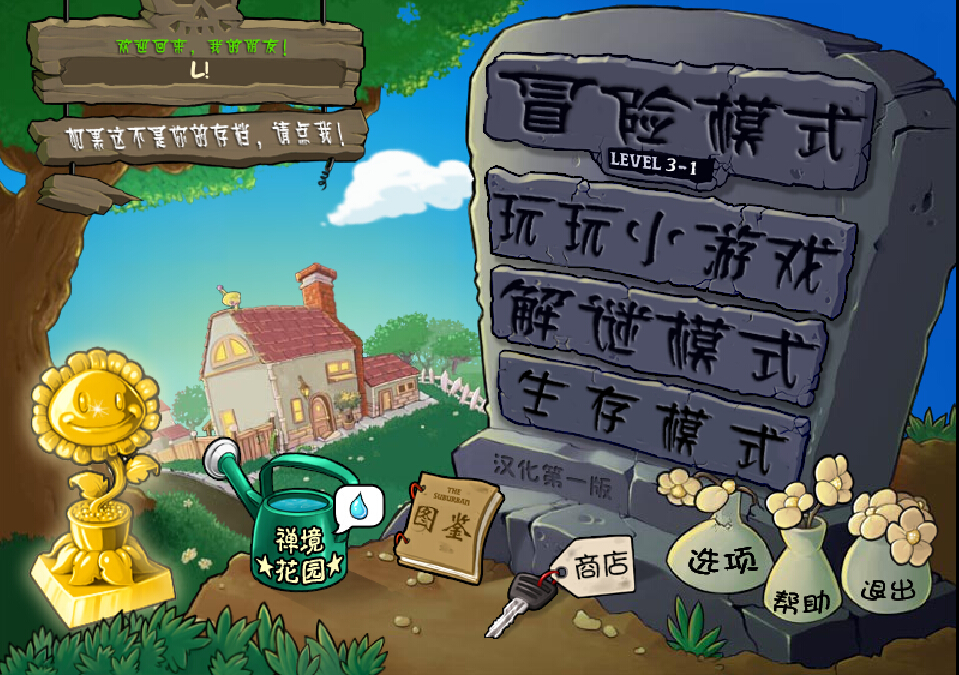 欢迎回来，我的朋友！
L!
如果这不是你的存档，请点我！
冒险模式
LEVEL 3-1
玩玩小游戏
解谜模式
生存模式
汉化第一版
禅境
花园
THE
SUBURBAN
图鉴
商店
选项
帮助
退出